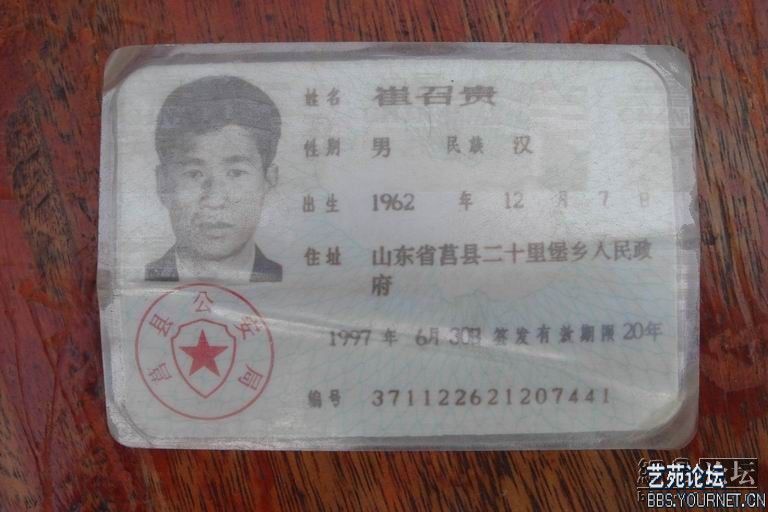 姓名 崔召贵
性别 男 民族 汉
出生 1962 年 12 月 7 日
住址 山东省莒县二十里堡乡人民政
府
1997 年 6月 30日 签发有效期限 20年
编号 371122621207441
莒县公安局
艺苑论坛
BBS.YOURNET.CN